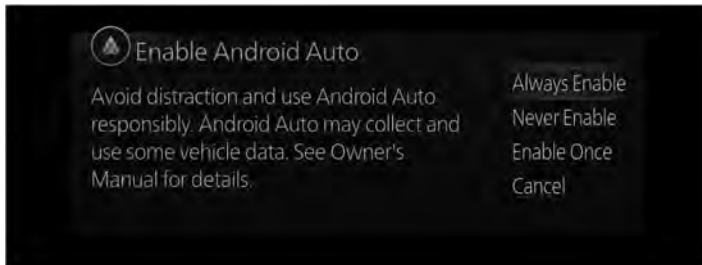 Enable Android Auto
Avoid distraction and use Android Auto
responsibly. Android Auto may collect and
use some vehicle data. See Owner's
Manual for details.
Always Enable
Never Enable
Enable Once
Cancel